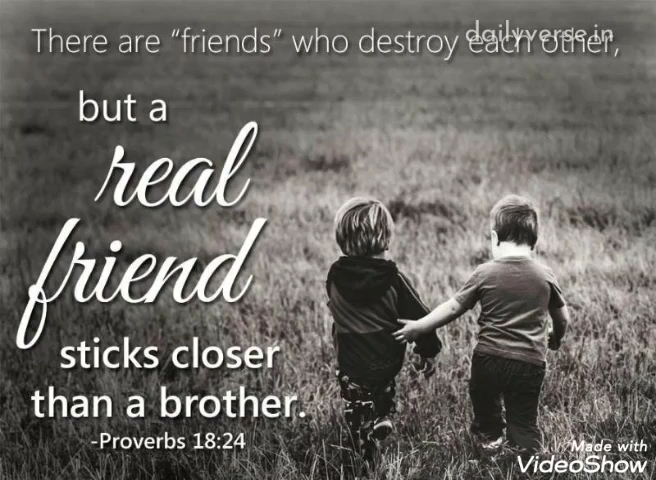 dailyverse.in
There are “friends” who destroy each other,
but a
real
friend
sticks closer
than a brother.
-Proverbs 18:24
Made with
VideoShow